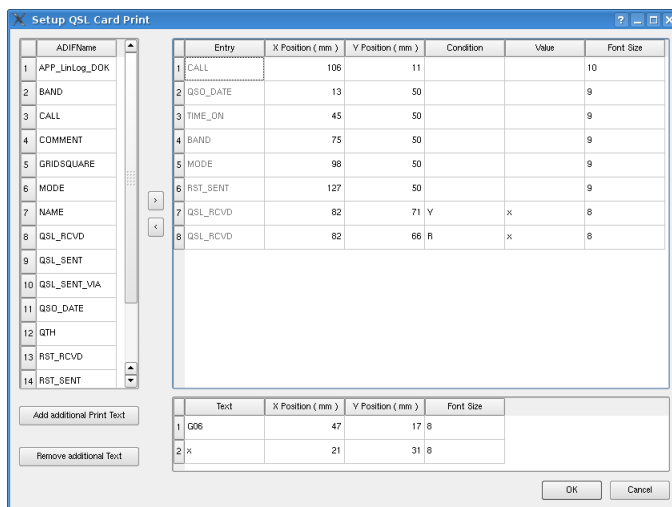 Setup QSL Card Print
ADIFName
1 APP_LinLog_DOK
2 BAND
3 CALL
4 COMMENT
5 GRIDSQUARE
6 MODE
7 NAME
8 QSL_RCVD
9 QSL_SENT
10 QSL_SENT_VIA
11 QSO_DATE
12 QTH
13 RST_RCVD
14 RST_SENT
>
<
Entry X Position ( mm ) Y Position ( mm ) Condition Value Font Size
1 CALL 106 11 10
2 QSO_DATE 13 50 9
3 TIME_ON 45 50 9
4 BAND 75 50 9
5 MODE 98 50 9
6 RST_SENT 127 50 9
7 QSL_RCVD 82 71 Y x 8
8 QSL_RCVD 82 66 R x 8
Add additional Print Text
Remove additional Text
Text X Position ( mm ) Y Position ( mm ) Font Size
1 G06 47 17 8
2 x 21 31 8
OK Cancel